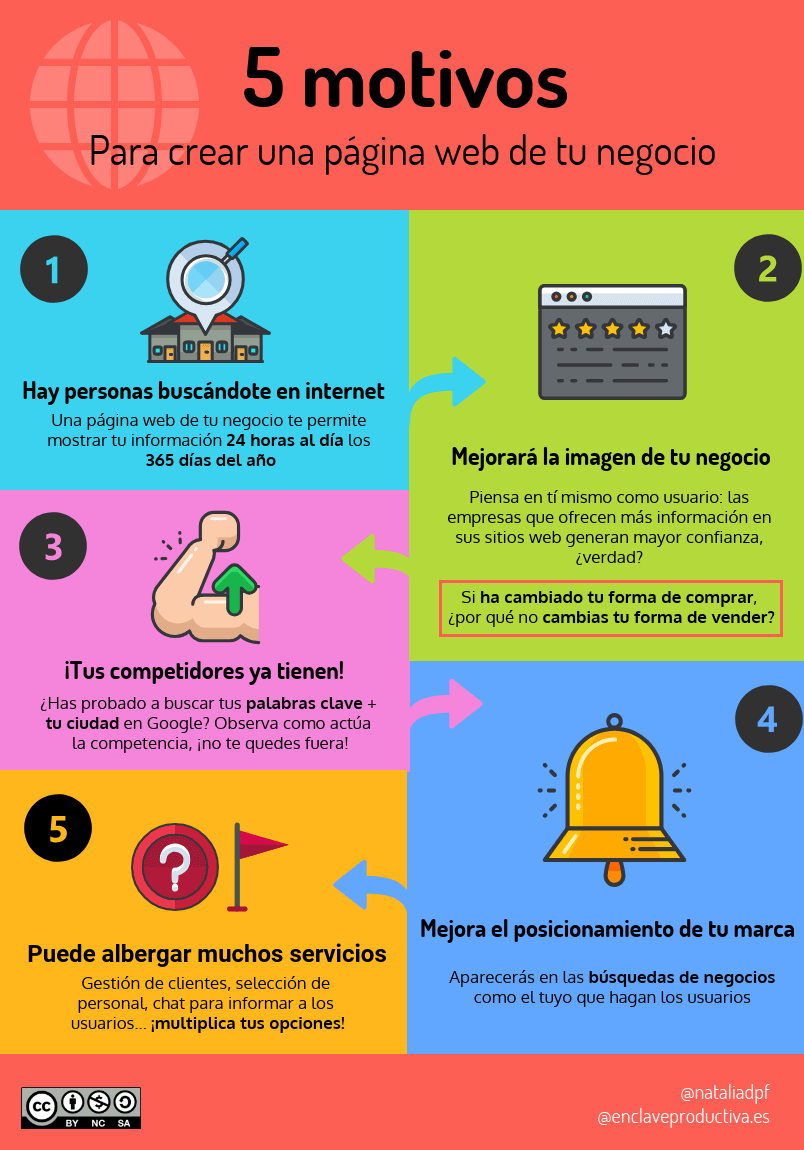 5 motivos
Para crear una página web de tu negocio
1
Hay personas buscándote en internet
Una página web de tu negocio te permite
mostrar tu información 24 horas al día los
365 días del año
2
Mejorará la imagen de tu negocio
Piensa en tí mismo como usuario: las
empresas que ofrecen más información en
sus sitios web generan mayor confianza,
¿verdad?
Si ha cambiado tu forma de comprar,
¿por qué no cambias tu forma de vender?
3
¡Tus competidores ya tienen!
¿Has probado a buscar tus palabras clave +
tu ciudad en Google? Observa como actúa
la competencia, ¡no te quedes fuera!
4
Mejora el posicionamiento de tu marca
Aparecerás en las búsquedas de negocios
como el tuyo que hagan los usuarios
5
?
Puede albergar muchos servicios
Gestión de clientes, selección de
personal, chat para informar a los
usuarios... ¡multiplica tus opciones!
cc
BY NC SA
@nataliadpf
@enclaveproductiva.es